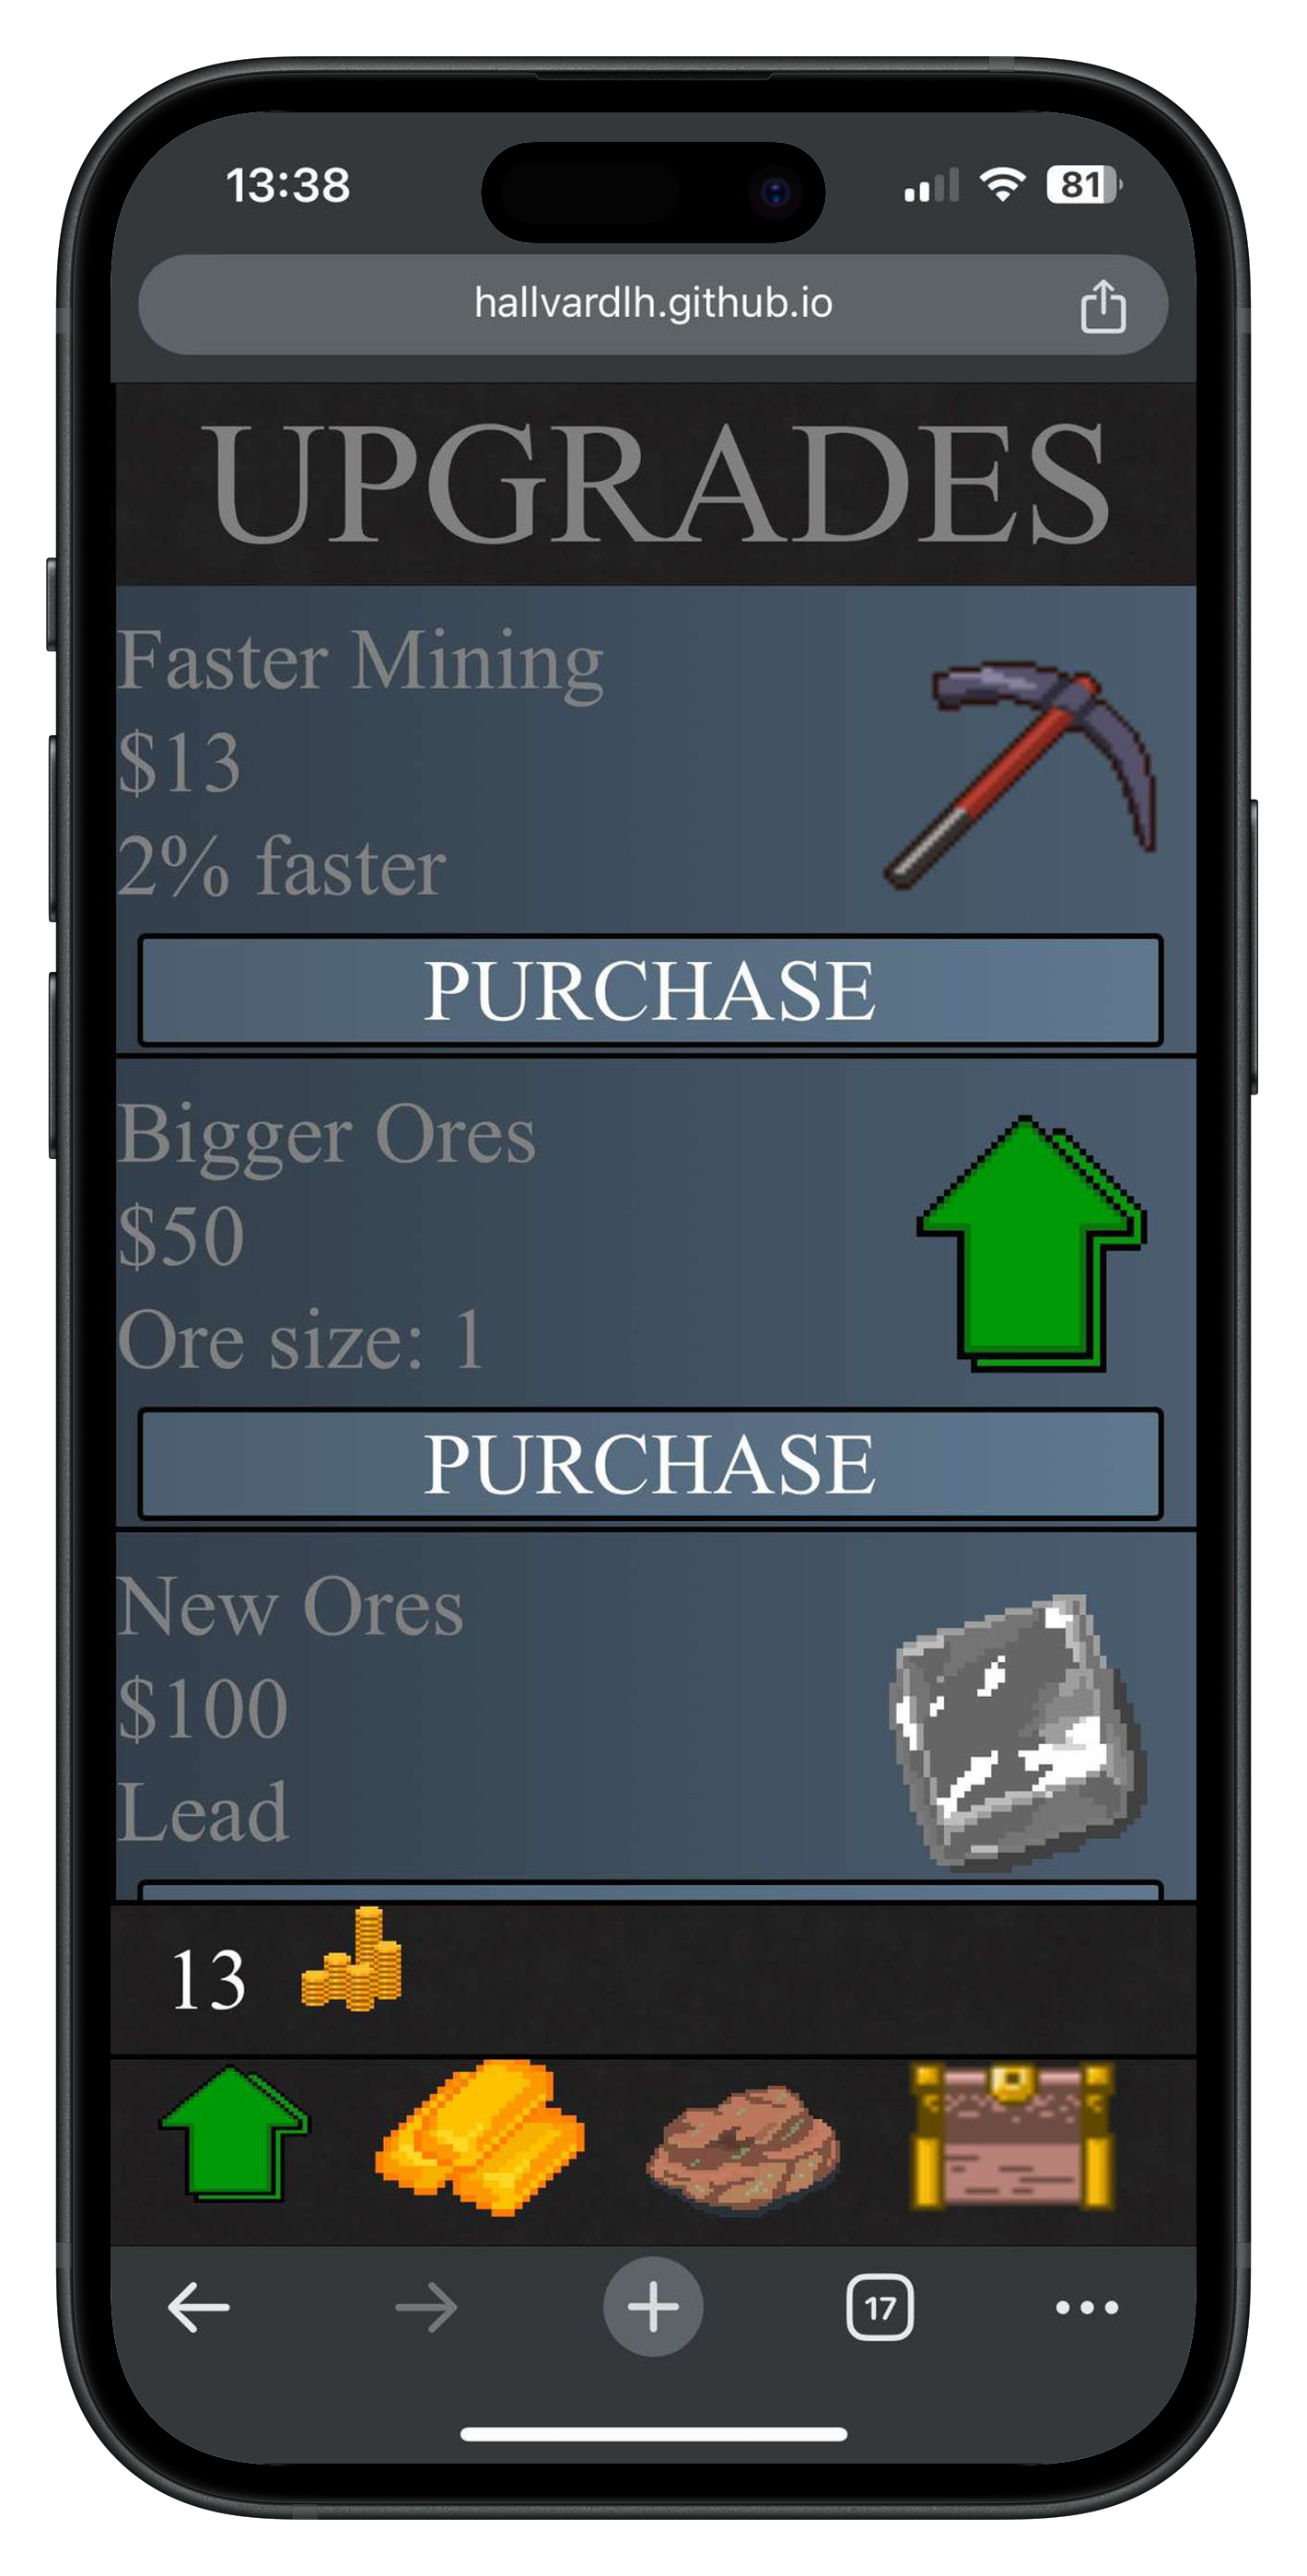 13:38
81
hallvardlh.github.io
UPGRADES
Faster Mining
$13
2% faster
PURCHASE
Bigger Ores
$50
Ore size: 1
PURCHASE
New Ores
$100
Lead
13
17